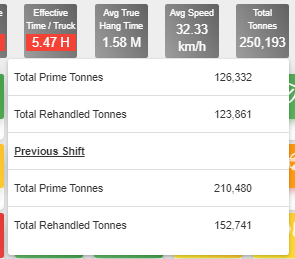 Effective
Time / Truck
5.47 H
Avg True
Hang Time
1.58 M
Avg Speed
32.33
km/h
Total
Tonnes
250,193
Total Prime Tonnes 126,332
Total Rehandled Tonnes 123,861
Previous Shift
Total Prime Tonnes 210,480
Total Rehandled Tonnes 152,741